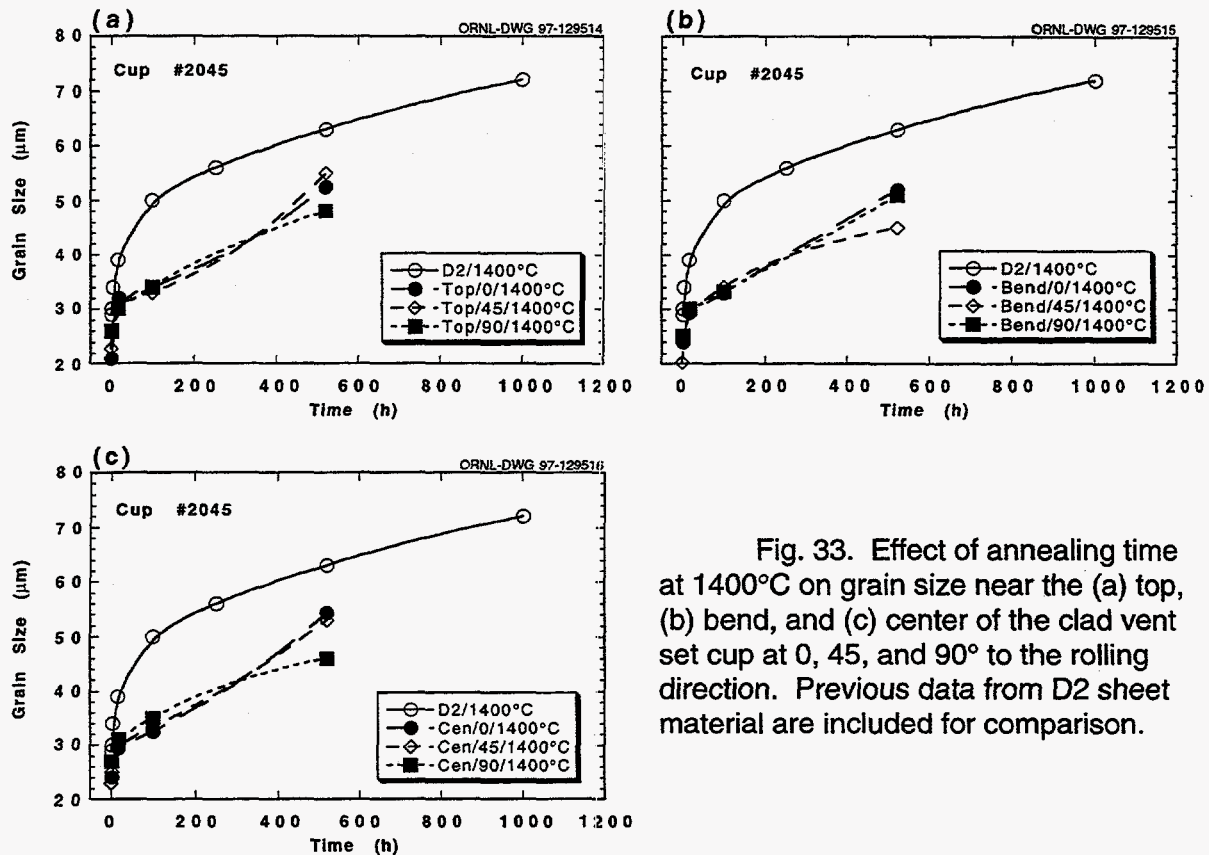 (a)
ORNL-DWG 97-129514
Cup #2045
Grain Size (µm)
80
70
60
50
40
30
20
D2/1400°C
Top/0/1400°C
Top/45/1400°C
Top/90/1400°C
0 200 400 600 800 1000 1200
Time (h)
(b)
ORNL-DWG 97-129515
Cup #2045
80
70
60
50
40
30
20
D2/1400°C
Bend/0/1400°C
Bend/45/1400°C
Bend/90/1400°C
0 200 400 600 800 1000 1200
Time (h)
(c)
ORNL-DWG 97-129516
Cup #2045
Grain Size (µm)
80
70
60
50
40
30
20
D2/1400°C
Cen/0/1400°C
Cen/45/1400°C
Cen/90/1400°C
0 200 400 600 800 1000 1200
Time (h)
Fig. 33. Effect of annealing time
at 1400°C on grain size near the (a) top,
(b) bend, and (c) center of the clad vent
set cup at 0, 45, and 90° to the rolling
direction. Previous data from D2 sheet
material are included for comparison.